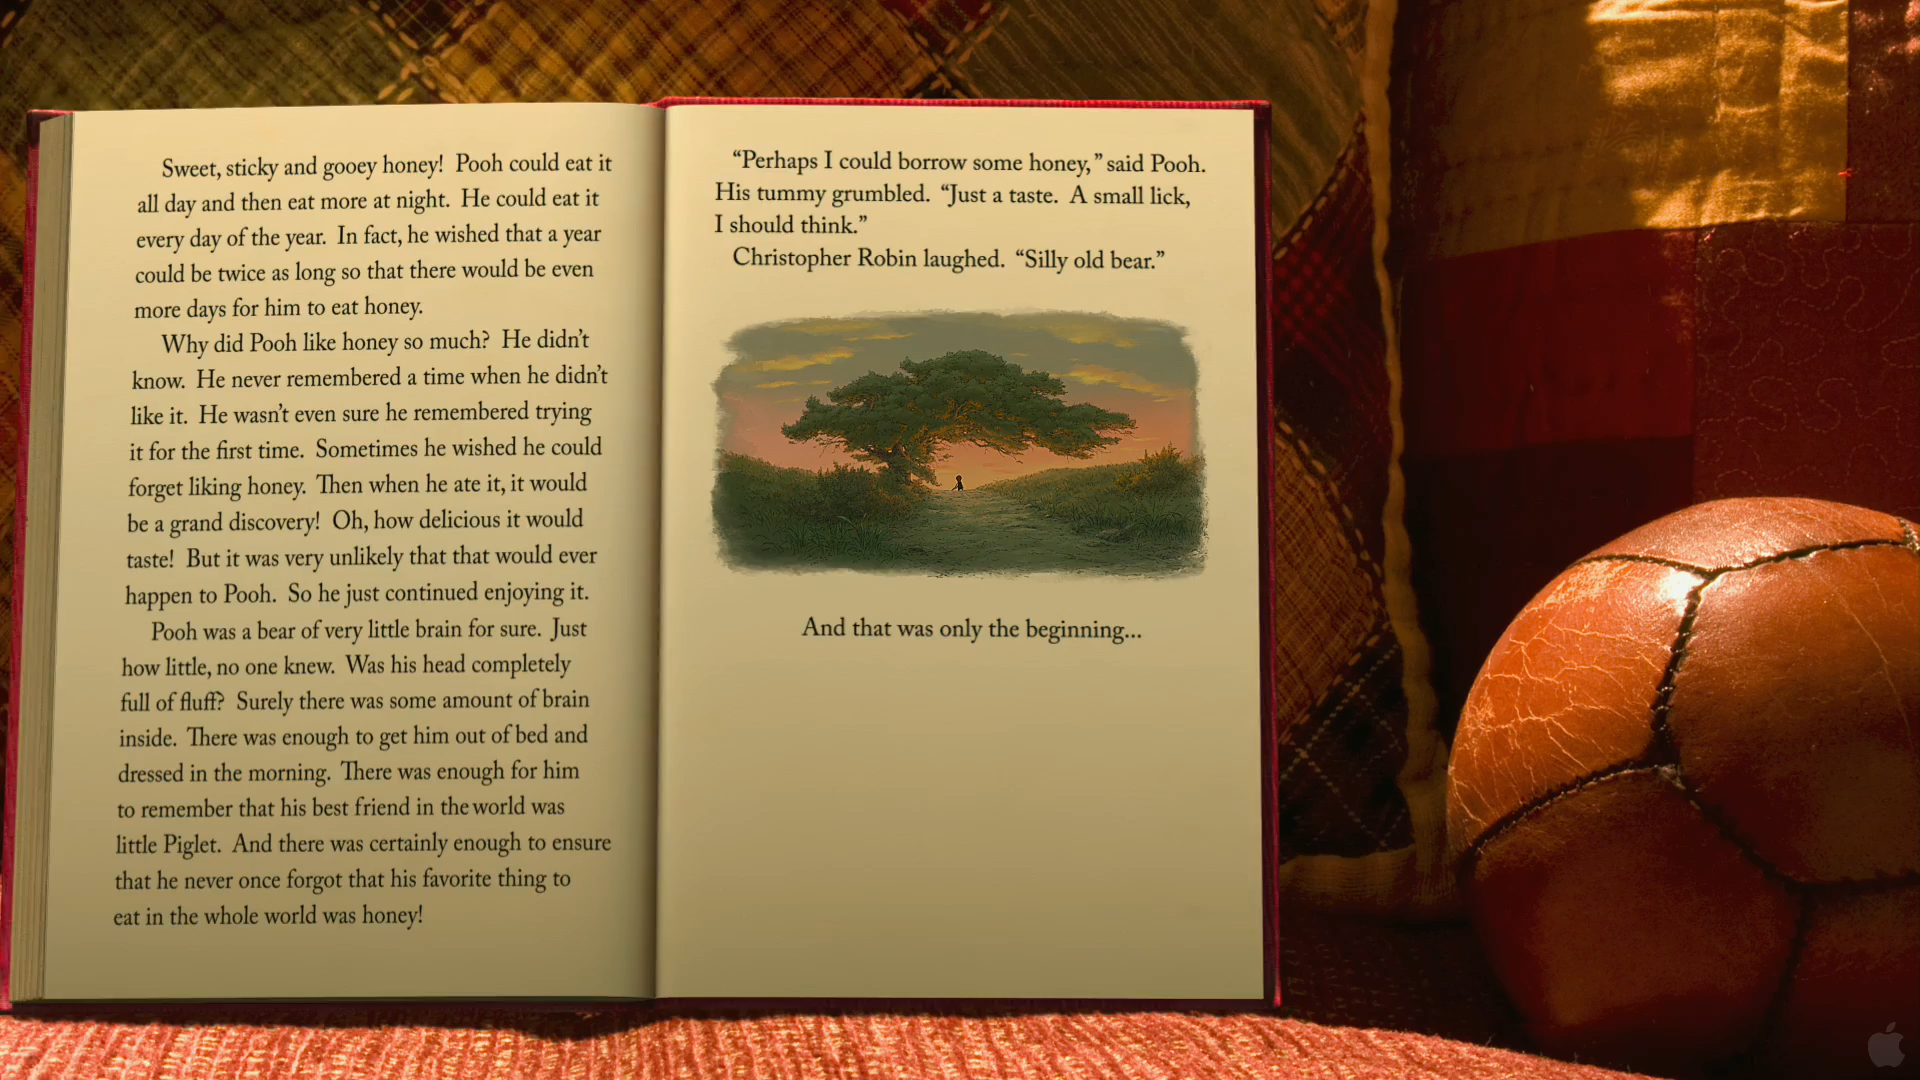 Sweet, sticky and gooey honey! Pooh could eat it
all day and then eat more at night. He could eat it
every day of the year. In fact, he wished that a year
could be twice as long so that there would be even
more days for him to eat honey.
Why did Pooh like honey so much? He didn't
know. He never remembered a time when he didn't
like it. He wasn't even sure he remembered trying
it for the first time. Sometimes he wished he could
forget liking honey. Then when he ate it, it would
be a grand discovery! Oh, how delicious it would
taste! But it was very unlikely that that would ever
happen to Pooh. So he just continued enjoying it.
Pooh was a bear of very little brain for sure. Just
how little, no one knew. Was his head completely
full of fluff? Surely there was some amount of brain
inside. There was enough to get him out of bed and
dressed in the morning. There was enough for him
to remember that his best friend in the world was
little Piglet. And there was certainly enough to ensure
that he never once forgot that his favorite thing to
eat in the whole world was honey!
“Perhaps I could borrow some honey,” said Pooh.
His tummy grumbled. “Just a taste. A small lick,
I should think.”
Christopher Robin laughed. “Silly old bear.”
And that was only the beginning...